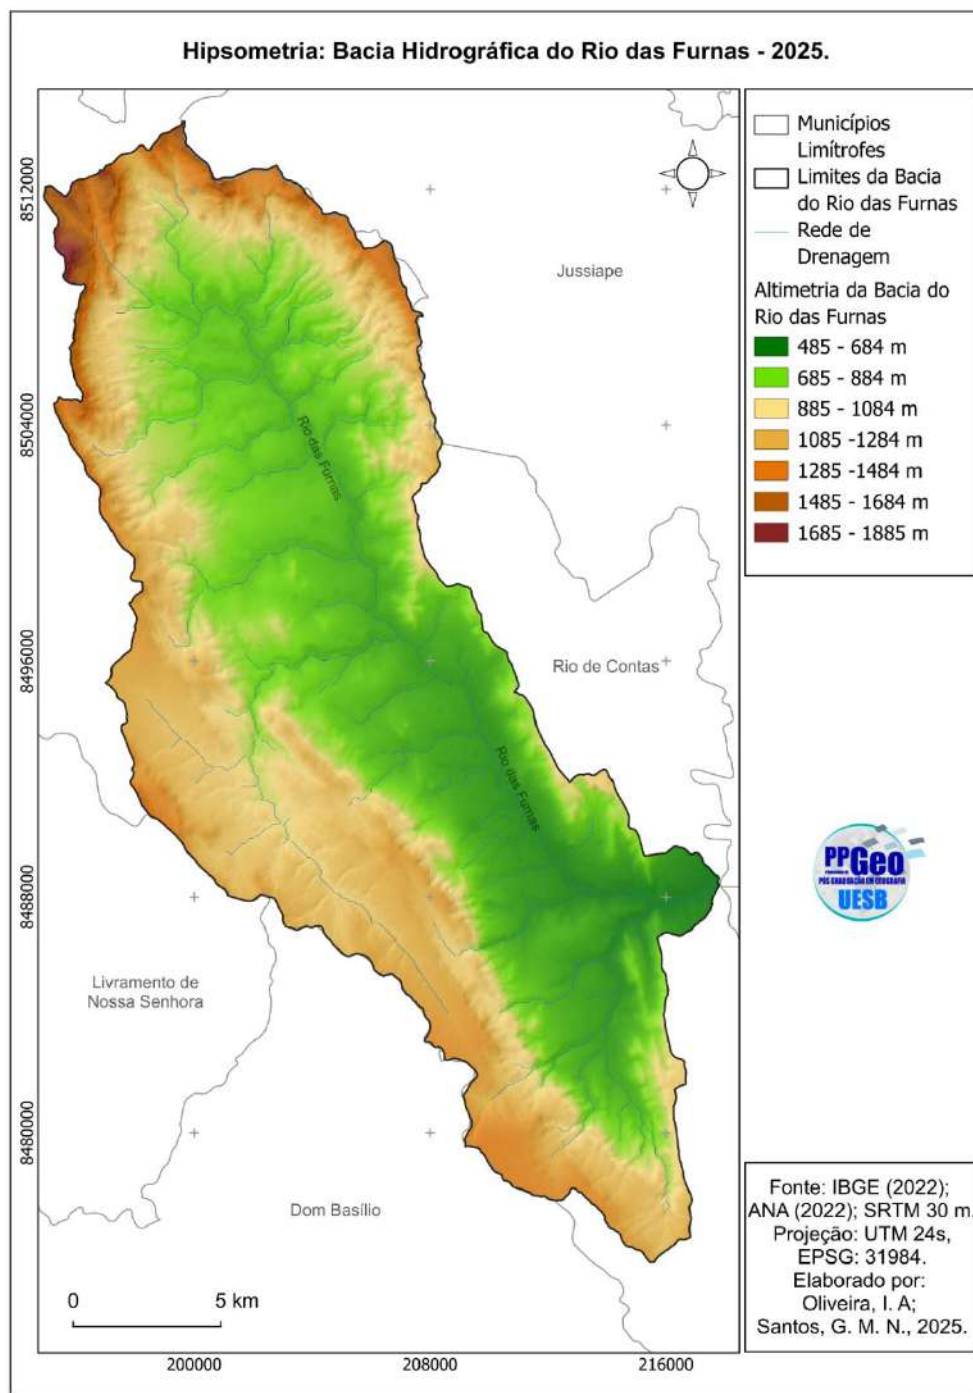 Hipsometria: Bacia Hidrográfica do Rio das Furnas - 2025.
Municípios
Limítrofes
Limites da Bacia
do Rio das Furnas
Rede de
Drenagem
Altimetria da Bacia do
Rio das Furnas
485 - 684 m
685 - 884 m
885 - 1084 m
1085 -1284 m
1285 -1484 m
1485 - 1684 m
1685 - 1885 m
8512000
8504000
8496000
8488000
8480000
Jussiape
Rio das Furnas
Rio de Contas
Rio das Furnas
Livramento de
Nossa Senhora
Dom Basílio
0 5 km
200000 208000 216000
PPGeo
PÓS-GRADUAÇÃO EM GEOGRAFIA
UESB
Fonte: IBGE (2022);
ANA (2022); SRTM 30 m.
Projeção: UTM 24s,
EPSG: 31984.
Elaborado por:
Oliveira, I. A;
Santos, G. M. N., 2025.